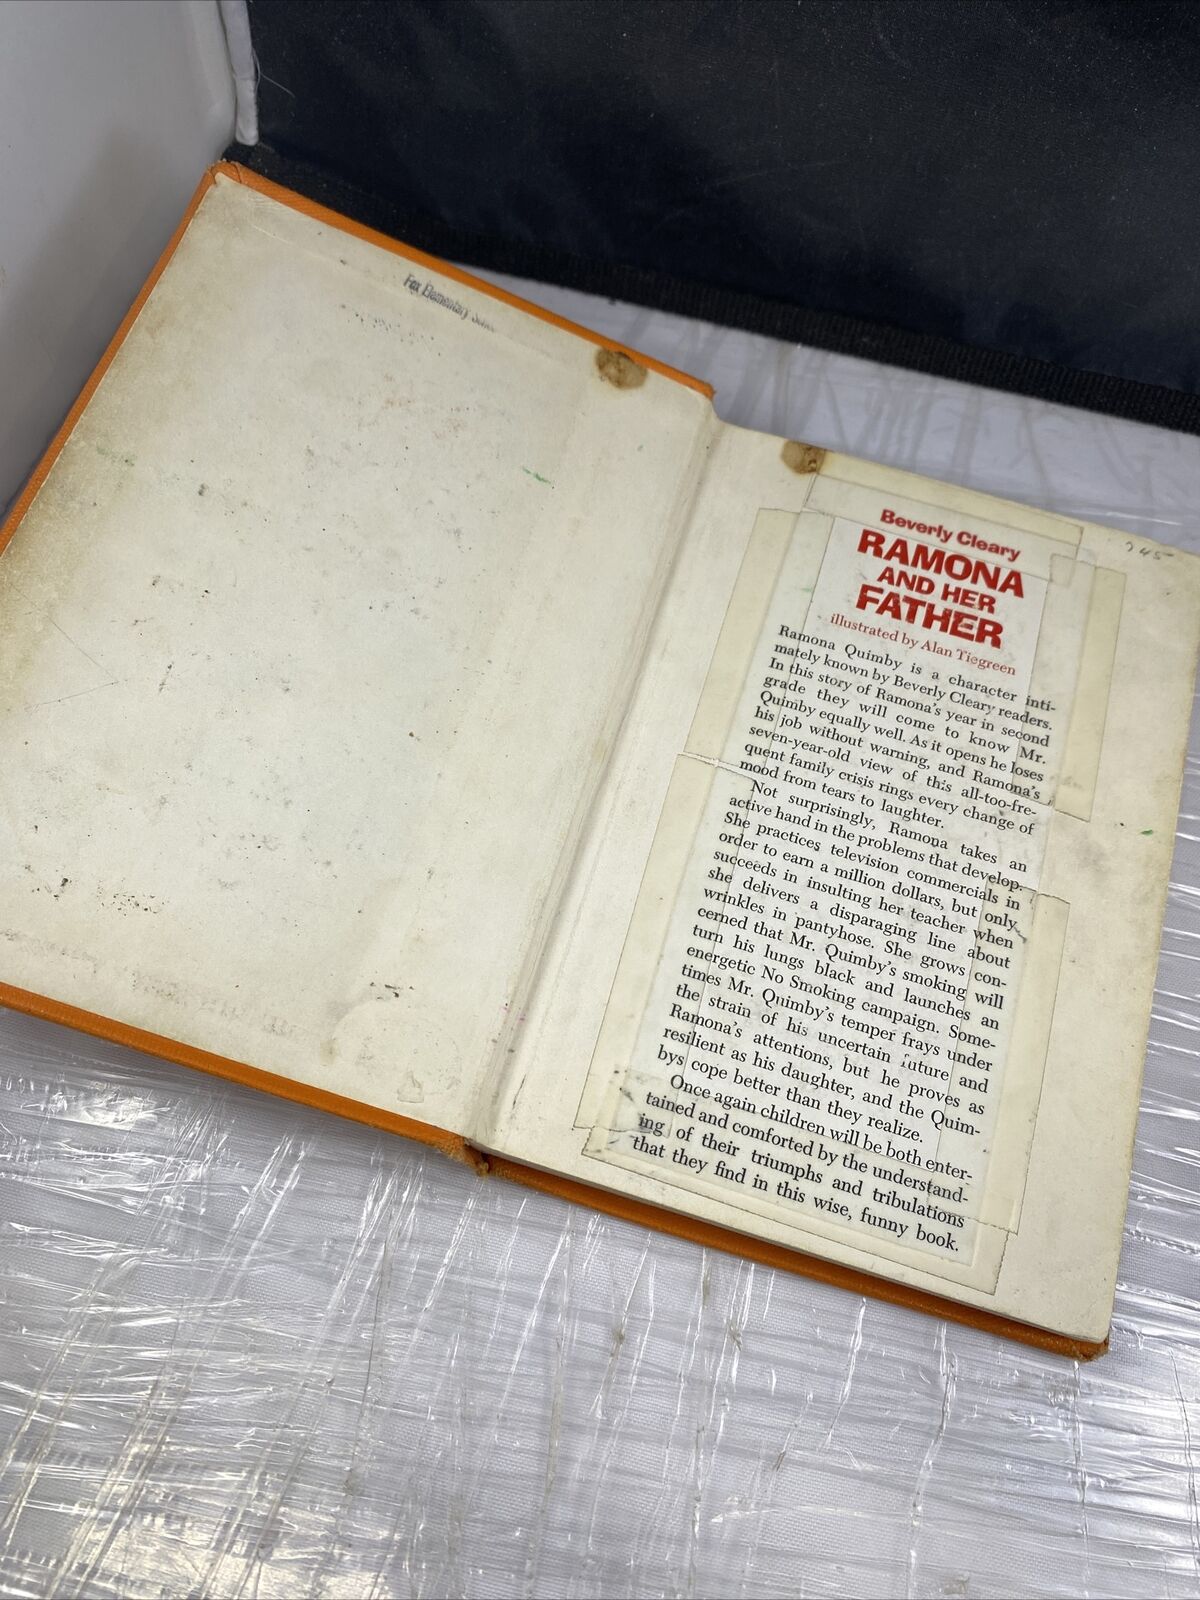 Fox Elementary
Beverly Cleary
RAMONA
AND HER
FATHER
illustrated by Alan Tiegreen
Ramona Quimby is a character inti-
mately known by Beverly Cleary readers.
In this story of Ramona's year in second
grade they will come to know Mr.
Quimby equally well. As it opens he loses
his job without warning, and Ramona's
seven-year-old view of this all-too-fre-
quent family crisis rings every change of
mood from tears to laughter.
Not surprisingly, Ramona takes an
active hand in the problems that develop.
She practices television commercials in
order to earn a million dollars, but only
succeeds in insulting her teacher when
she delivers a disparaging line about
wrinkles in pantyhose. She grows con-
cerned that Mr. Quimby's smoking will
turn his lungs black and launches an
energetic No Smoking campaign. Some-
times Mr. Quimby's temper frays under
the strain of his uncertain future and
Ramona's attentions, but he proves as
resilient as his daughter, and the Quim-
bys cope better than they realize.
Once again children will be both enter-
tained and comforted by the understand-
ing of their triumphs and tribulations
that they find in this wise, funny book.